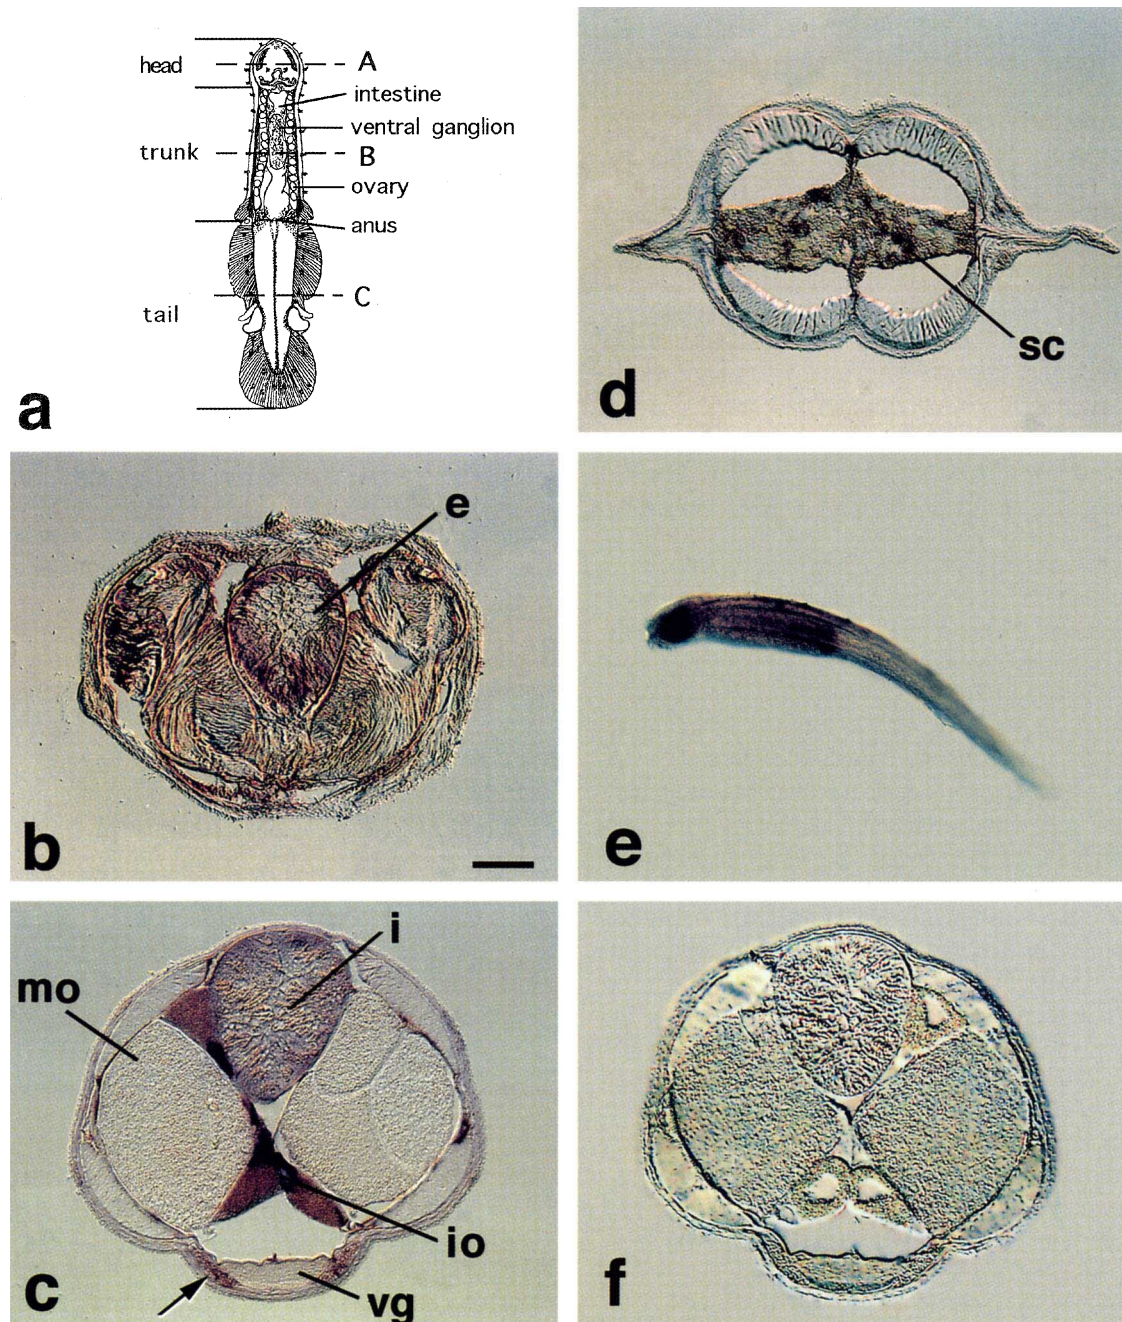 head
A
intestine
ventral ganglion
trunk
B
ovary
anus
C
tail
a
sc
d
e
b
e
i
mo
io
vg
c
f